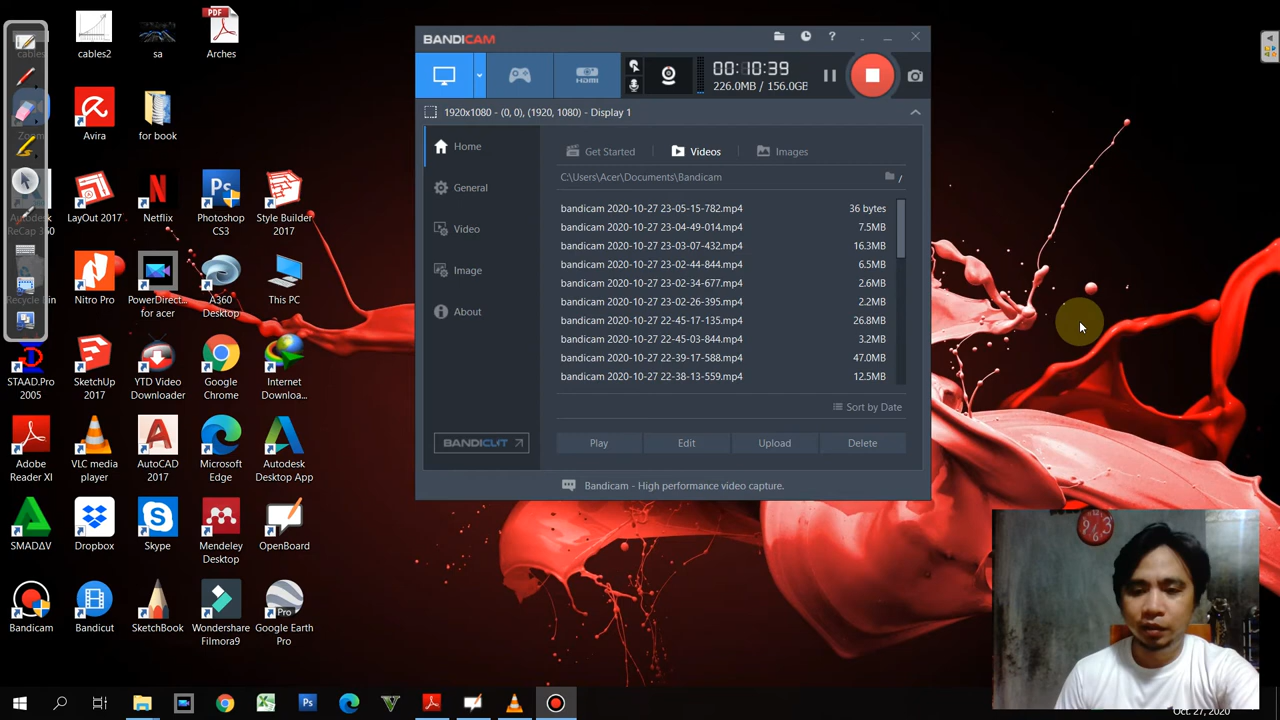 cables
cables2
sa
Arches
Zoom
Avira
for book
Autodesk
ReCap 360
LayOut 2017
Netflix
Photoshop
CS3
Style Builder
2017
Recycle Bin
Nitro Pro
PowerDirect...
for acer
A360
Desktop
This PC
STAAD.Pro
2005
SketchUp
2017
YTD Video
Downloader
Google
Chrome
Internet
Downloa...
Adobe
Reader XI
VLC media
player
AutoCAD
2017
Microsoft
Edge
Autodesk
Desktop App
SMADΔV
Dropbox
Skype
Mendeley
Desktop
OpenBoard
Bandicam
Bandicut
SketchBook
Wondershare
Filmora9
Google Earth
Pro
BANDICAM
HDMI
00:10:39
226.0MB / 156.0GB
1920x1080 - (0, 0), (1920, 1080) - Display 1
Home
General
Video
Image
About
BANDICUT
Get Started
Videos
Images
C:\Users\Acer\Documents\Bandicam
bandicam 2020-10-27 23-05-15-782.mp4 36 bytes
bandicam 2020-10-27 23-04-49-014.mp4 7.5MB
bandicam 2020-10-27 23-03-07-432.mp4 16.3MB
bandicam 2020-10-27 23-02-44-844.mp4 6.5MB
bandicam 2020-10-27 23-02-34-677.mp4 2.6MB
bandicam 2020-10-27 23-02-26-395.mp4 2.2MB
bandicam 2020-10-27 22-45-17-135.mp4 26.8MB
bandicam 2020-10-27 22-45-03-844.mp4 3.2MB
bandicam 2020-10-27 22-39-17-588.mp4 47.0MB
bandicam 2020-10-27 22-38-13-559.mp4 12.5MB
Sort by Date
Play
Edit
Upload
Delete
Bandicam - High performance video capture.
Oct. 27, 2020